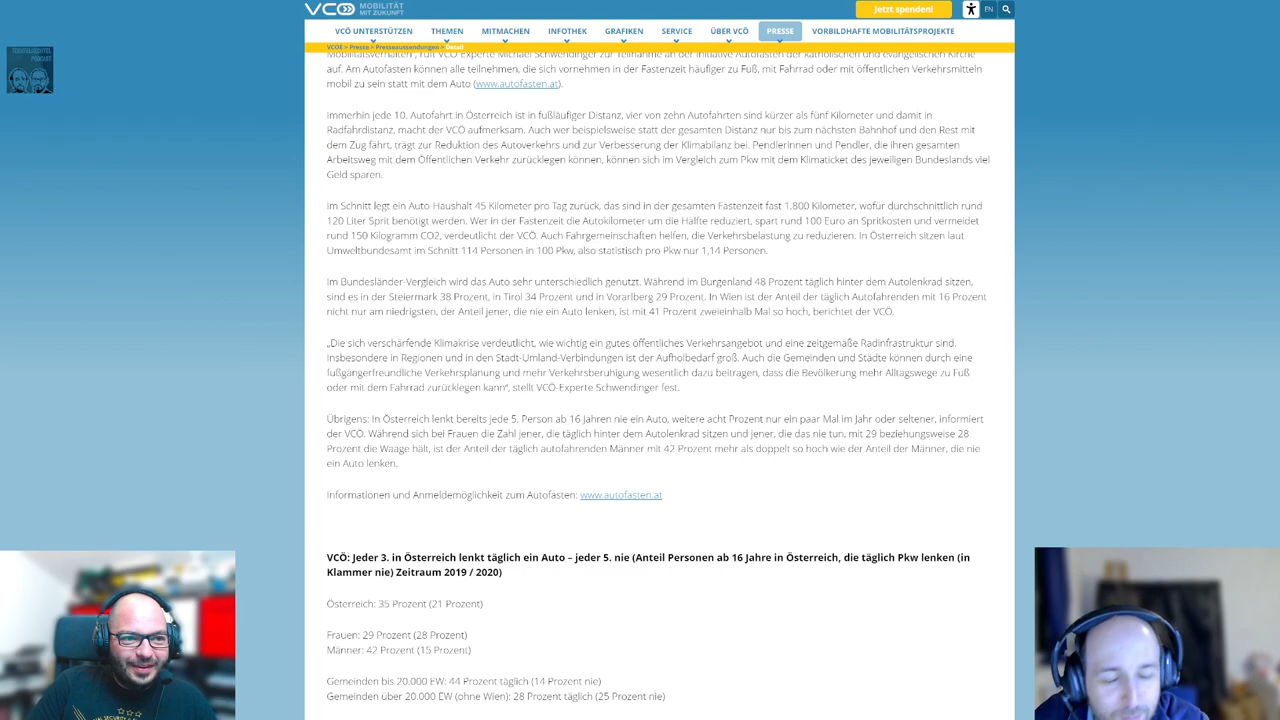 VCÖ MOBILITÄT
MIT ZUKUNFT
Jetzt spenden!
EN
VCÖ UNTERSTÜTZEN THEMEN MITMACHEN INFOTHEK GRAFIKEN SERVICE ÜBER VCÖ PRESSE VORBILDHAFTE MOBILITÄTSPROJEKTE
VCOE > Presse > Presseaussendungen > Detail
PODCAST
Mobilitätsverhalten", ruft VCÖ Experte Michael Schwendinger zur Teilnahme an der Initiative Autofasten der katholischen und evangelischen Kirche
auf. Am Autofasten können alle teilnehmen, die sich vornehmen in der Fastenzeit häufiger zu Fuß, mit Fahrrad oder mit öffentlichen Verkehrsmitteln
mobil zu sein statt mit dem Auto (www.autofasten.at).
Immerhin jede 10. Autofahrt in Österreich ist in fußläufiger Distanz, vier von zehn Autofahrten sind kürzer als fünf Kilometer und damit in
Radfahrdistanz, macht der VCÖ aufmerksam. Auch wer beispielsweise statt der gesamten Distanz nur bis zum nächsten Bahnhof und den Rest mit
dem Zug fährt, trägt zur Reduktion des Autoverkehrs und zur Verbesserung der Klimabilanz bei. Pendlerinnen und Pendler, die ihren gesamten
Arbeitsweg mit dem Öffentlichen Verkehr zurücklegen können, können sich im Vergleich zum Pkw mit dem Klimaticket des jeweiligen Bundeslands viel
Geld sparen.
Im Schnitt legt ein Auto-Haushalt 45 Kilometer pro Tag zurück, das sind in der gesamten Fastenzeit fast 1.800 Kilometer, wofür durchschnittlich rund
120 Liter Sprit benötigt werden. Wer in der Fastenzeit die Autokilometer um die Hälfte reduziert, spart rund 100 Euro an Spritkosten und vermeidet
rund 150 Kilogramm CO2, verdeutlicht der VCÖ. Auch Fahrgemeinschaften helfen, die Verkehrsbelastung zu reduzieren. In Österreich sitzen laut
Umweltbundesamt im Schnitt 114 Personen in 100 Pkw, also statistisch pro Pkw nur 1,14 Personen.
Im Bundesländer-Vergleich wird das Auto sehr unterschiedlich genutzt. Während im Burgenland 48 Prozent täglich hinter dem Autolenkrad sitzen,
sind es in der Steiermark 38 Prozent, in Tirol 34 Prozent und in Vorarlberg 29 Prozent. In Wien ist der Anteil der täglich Autofahrenden mit 16 Prozent
nicht nur am niedrigsten, der Anteil jener, die nie ein Auto lenken, ist mit 41 Prozent zweieinhalb Mal so hoch, berichtet der VCÖ.
„Die sich verschärfende Klimakrise verdeutlicht, wie wichtig ein gutes öffentliches Verkehrsangebot und eine zeitgemäße Radinfrastruktur sind.
Insbesondere in Regionen und in den Stadt-Umland-Verbindungen ist der Aufholbedarf groß. Auch die Gemeinden und Städte können durch eine
fußgängerfreundliche Verkehrsplanung und mehr Verkehrsberuhigung wesentlich dazu beitragen, dass die Bevölkerung mehr Alltagswege zu Fuß
oder mit dem Fahrrad zurücklegen kann", stellt VCÖ-Experte Schwendinger fest.
Übrigens: In Österreich lenkt bereits jede 5. Person ab 16 Jahren nie ein Auto, weitere acht Prozent nur ein paar Mal im Jahr oder seltener, informiert
der VCÖ. Während sich bei Frauen die Zahl jener, die täglich hinter dem Autolenkrad sitzen und jener, die das nie tun, mit 29 beziehungsweise 28
Prozent die Waage hält, ist der Anteil der täglich autofahrenden Männer mit 42 Prozent mehr als doppelt so hoch wie der Anteil der Männer, die nie
ein Auto lenken.
Informationen und Anmeldemöglichkeit zum Autofasten: www.autofasten.at
VCÖ: Jeder 3. in Österreich lenkt täglich ein Auto – jeder 5. nie (Anteil Personen ab 16 Jahre in Österreich, die täglich Pkw lenken (in
Klammer nie) Zeitraum 2019 / 2020)
Österreich: 35 Prozent (21 Prozent)
Frauen: 29 Prozent (28 Prozent)
Männer: 42 Prozent (15 Prozent)
Gemeinden bis 20.000 EW: 44 Prozent täglich (14 Prozent nie)
Gemeinden über 20.000 EW (ohne Wien): 28 Prozent täglich (25 Prozent nie)